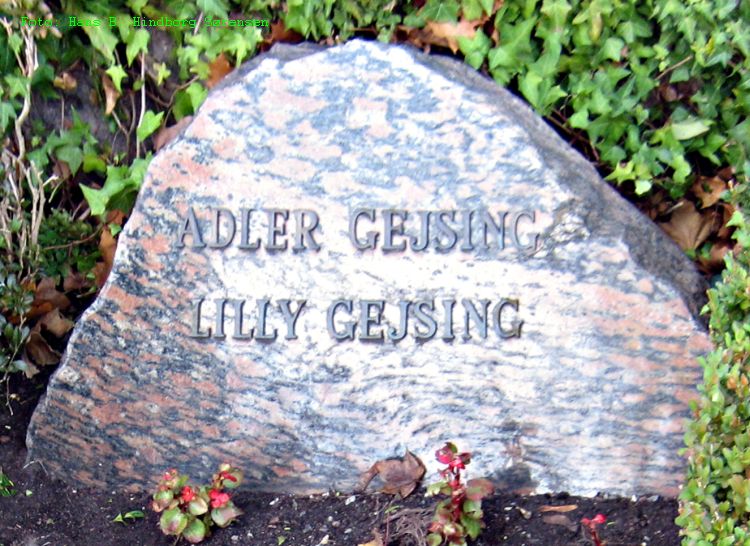 Foto: Hans B. Hindborg Sørensen
ADLER GEJSING
LILLY GEJSING